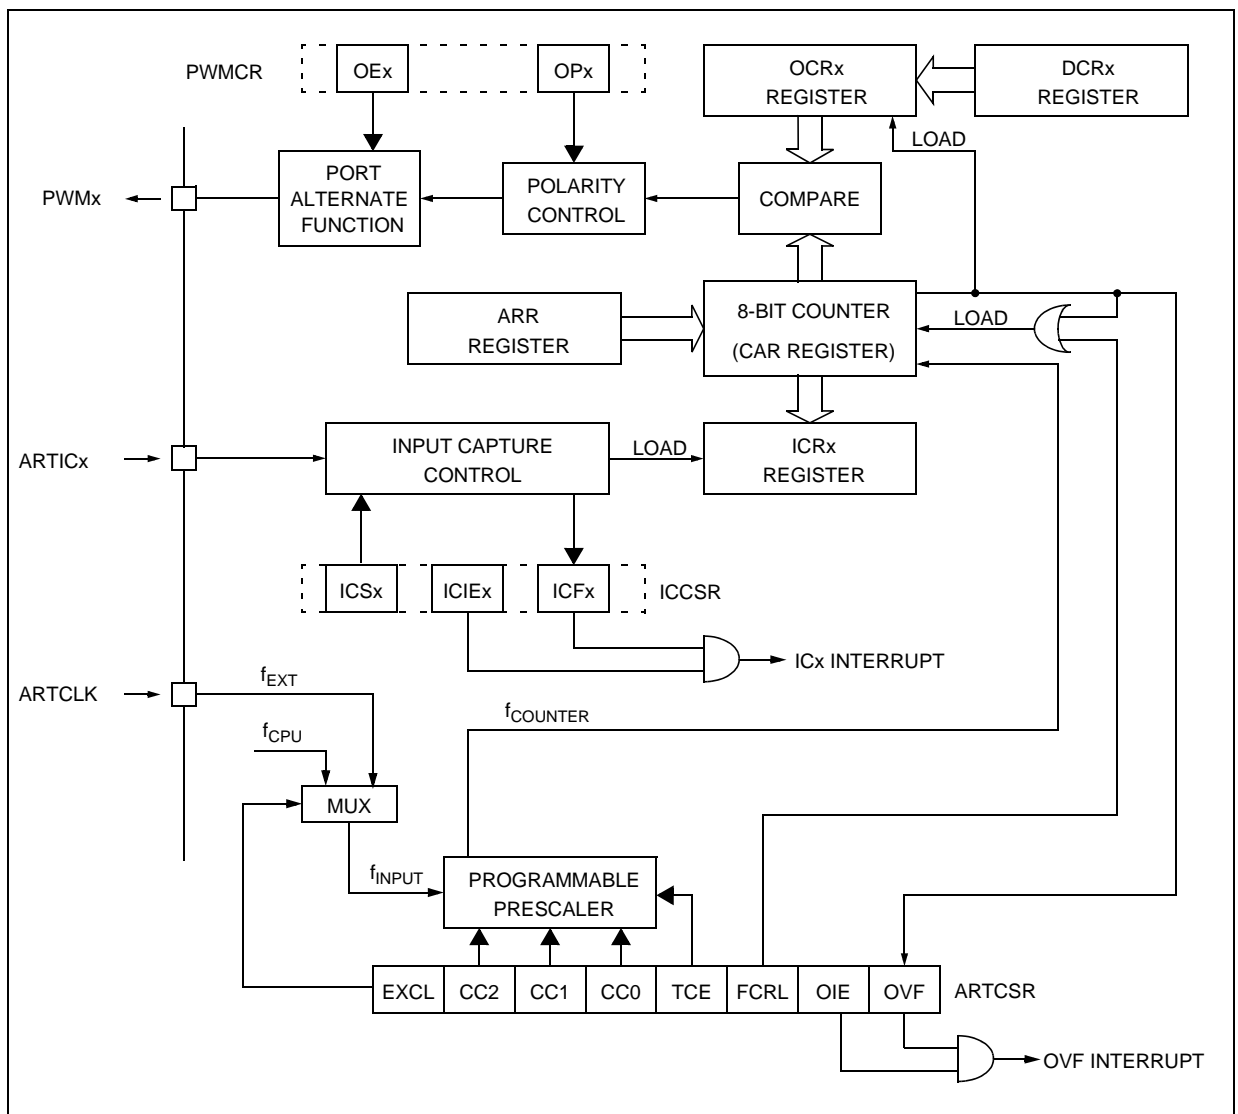 PWMCR
OEx
OPx
OCRx
REGISTER
DCRx
REGISTER
LOAD
PWMx
PORT
ALTERNATE
FUNCTION
POLARITY
CONTROL
COMPARE
ARR
REGISTER
8-BIT COUNTER
(CAR REGISTER)
LOAD
ARTICx
INPUT CAPTURE
CONTROL
LOAD
ICRx
REGISTER
ICSx
ICIEx
ICFx
ICCSR
ICx INTERRUPT
ARTCLK
fEXT
fCPU
fCOUNTER
MUX
fINPUT
PROGRAMMABLE
PRESCALER
EXCL
CC2
CC1
CC0
TCE
FCRL
OIE
OVF
ARTCSR
OVF INTERRUPT